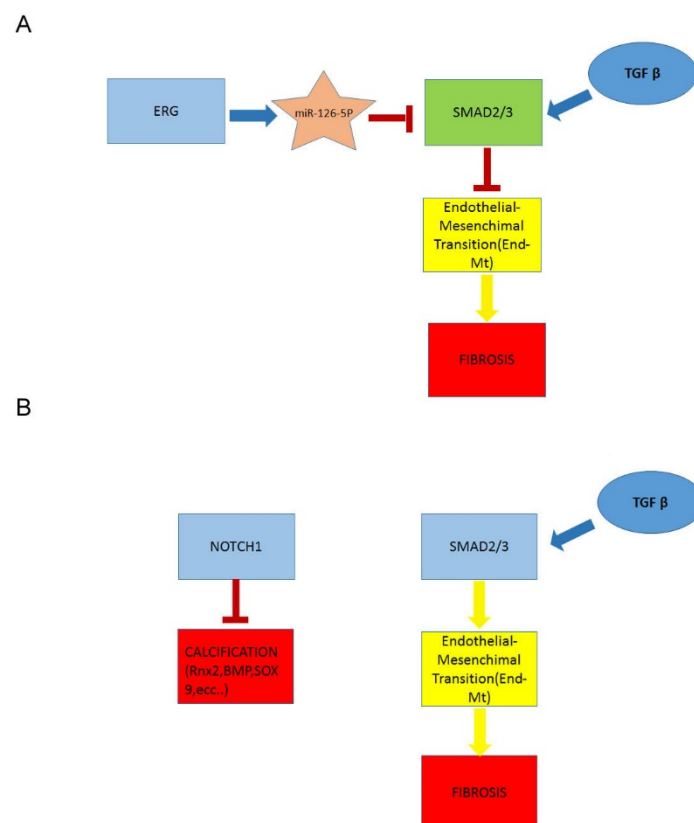 A
TGF β
ERG
miR-126-5P
SMAD2/3
Endothelial-
Mesenchimal
Transition(End-
Mt)
FIBROSIS
B
TGF β
NOTCH1
SMAD2/3
CALCIFICATION
(Rnx2,BMP,SOX
9,ecc..)
Endothelial-
Mesenchimal
Transition(End-
Mt)
FIBROSIS